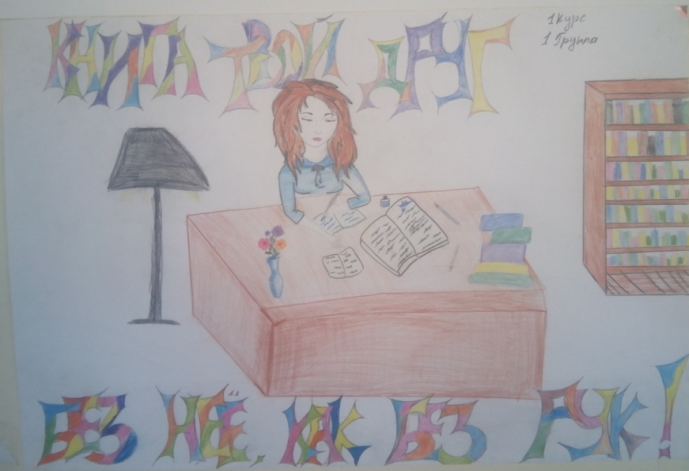 КНИГА ТВОЙ ДРУГ
1 Курс
1 Группа
БЕЗ НЕЁ, КАК БЕЗ РУК!